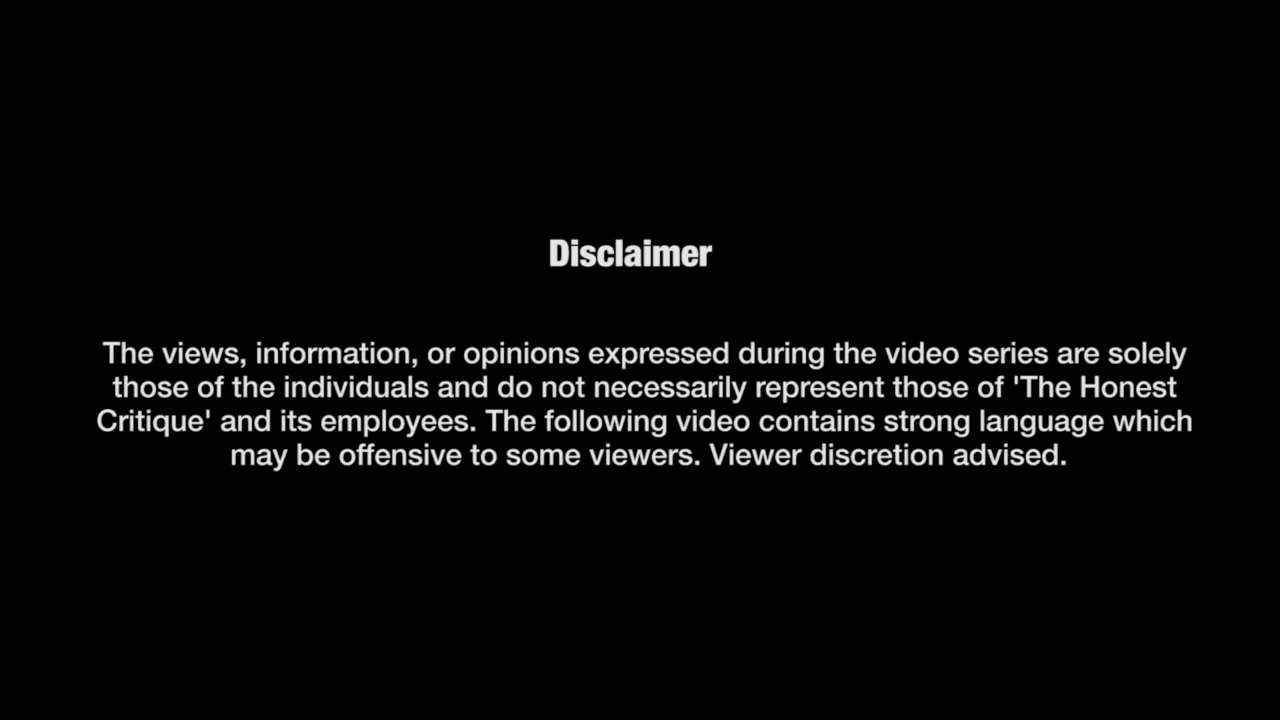 Disclaimer
The views, information, or opinions expressed during the video series are solely
those of the individuals and do not necessarily represent those of 'The Honest
Critique' and its employees. The following video contains strong language which
may be offensive to some viewers. Viewer discretion advised.